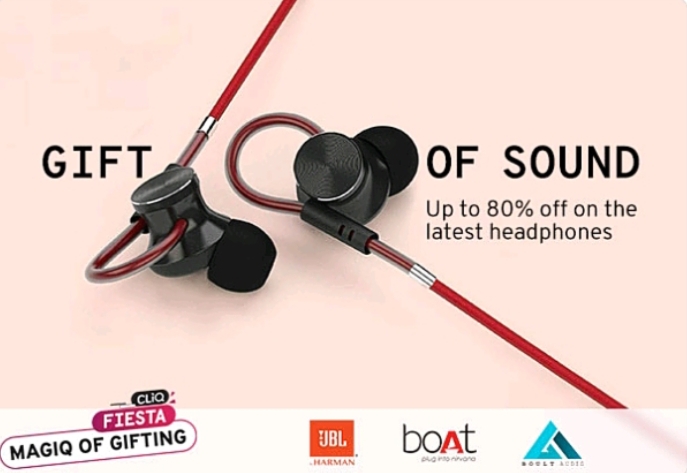 GIFT OF SOUND
Up to 80% off on the
latest headphones
CLiQ
FIESTA
MAGIQ OF GIFTING
JBL
by HARMAN
boAt
plug into nirvana
BOULT AUDIO